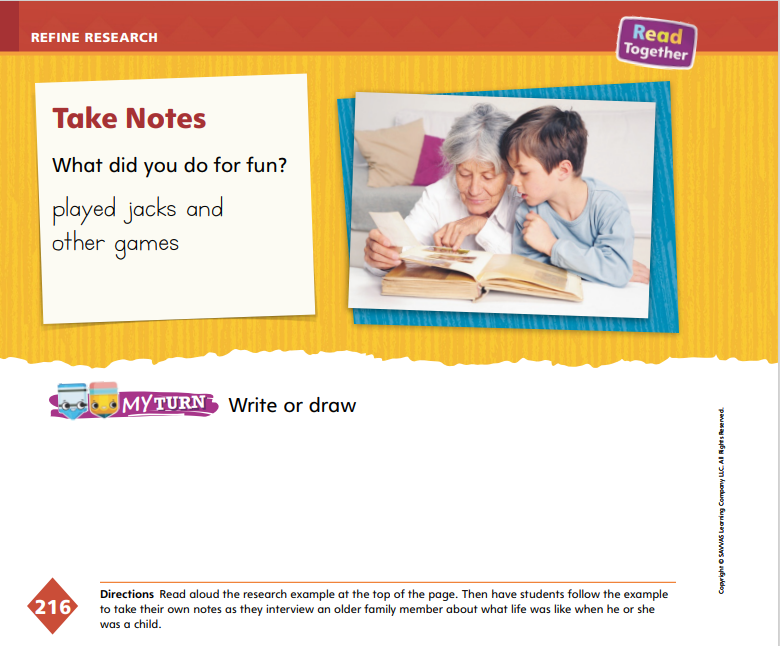 REFINE RESEARCH
Read
Together
Take Notes
What did you do for fun?
played jacks and
other games
MY TURN Write or draw
Copyright © SAVVAS Learning Company LLC. All Rights Reserved.
216
Directions Read aloud the research example at the top of the page. Then have students follow the example
to take their own notes as they interview an older family member about what life was like when he or she
was a child.